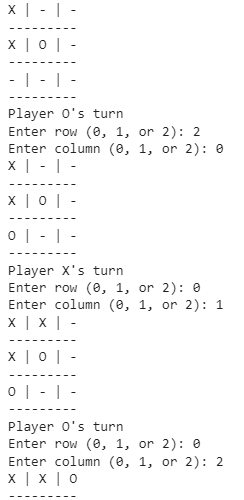 X | - | -
---------
X | O | -
---------
- | - | -
---------
Player O's turn
Enter row (0, 1, or 2): 2
Enter column (0, 1, or 2): 0
X | - | -
---------
X | O | -
---------
O | - | -
---------
Player X's turn
Enter row (0, 1, or 2): 0
Enter column (0, 1, or 2): 1
X | X | -
---------
X | O | -
---------
O | - | -
---------
Player O's turn
Enter row (0, 1, or 2): 0
Enter column (0, 1, or 2): 2
X | X | O
---------